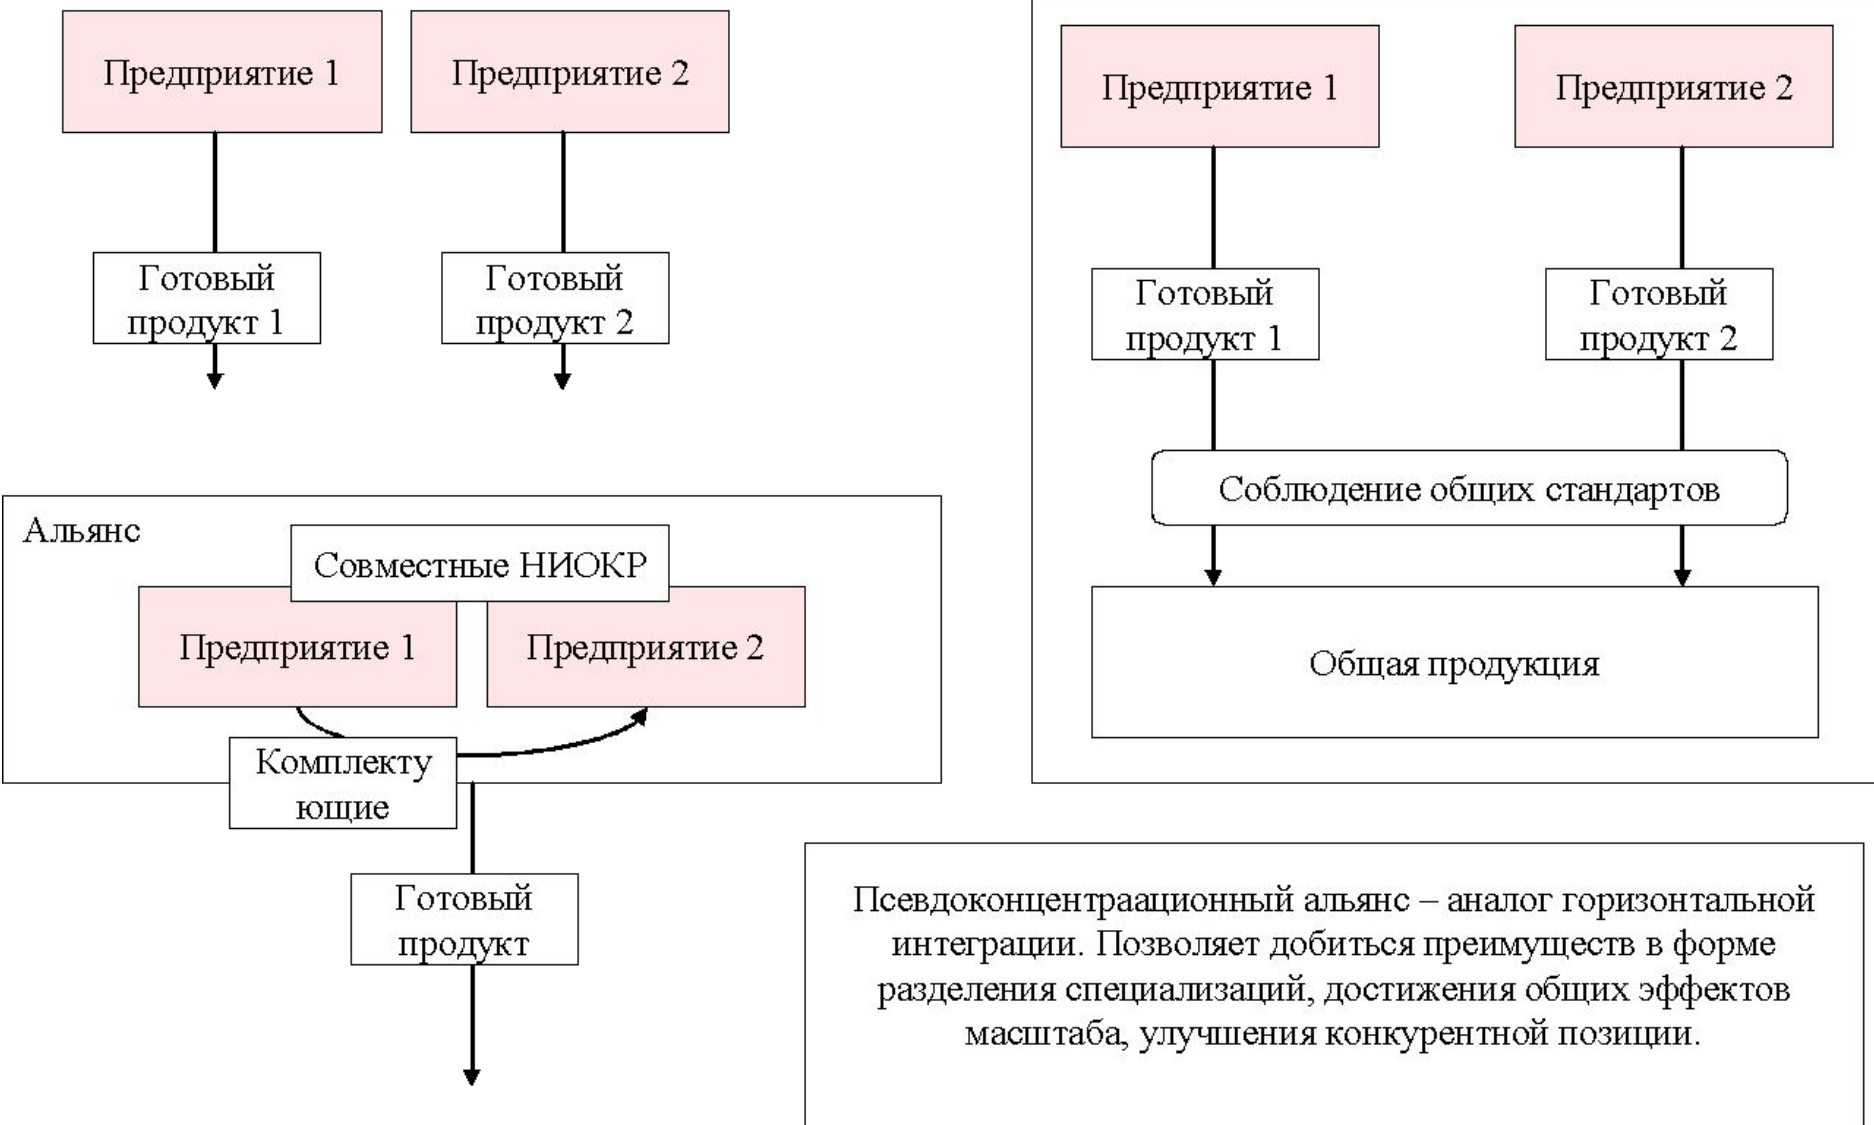 Предприятие 1
Предприятие 2
Готовый
продукт 1
Готовый
продукт 2
Альянс
Совместные НИОКР
Предприятие 1
Предприятие 2
Комплекту
ющие
Готовый
продукт
Предприятие 1
Предприятие 2
Готовый
продукт 1
Готовый
продукт 2
Соблюдение общих стандартов
Общая продукция
Псевдоконцентраационный альянс – аналог горизонтальной
интеграции. Позволяет добиться преимуществ в форме
разделения специализаций, достижения общих эффектов
масштаба, улучшения конкурентной позиции.